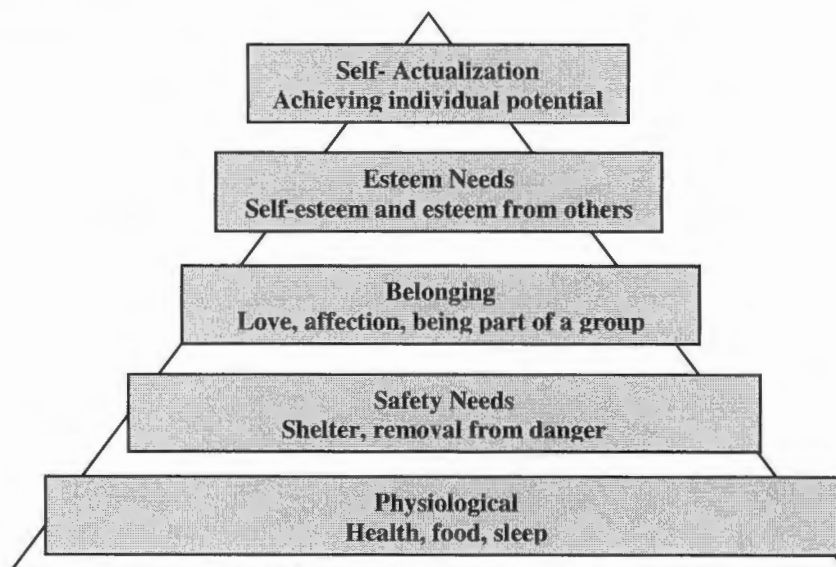 Self- Actualization
Achieving individual potential
Esteem Needs
Self-esteem and esteem from others
Belonging
Love, affection, being part of a group
Safety Needs
Shelter, removal from danger
Physiological
Health, food, sleep